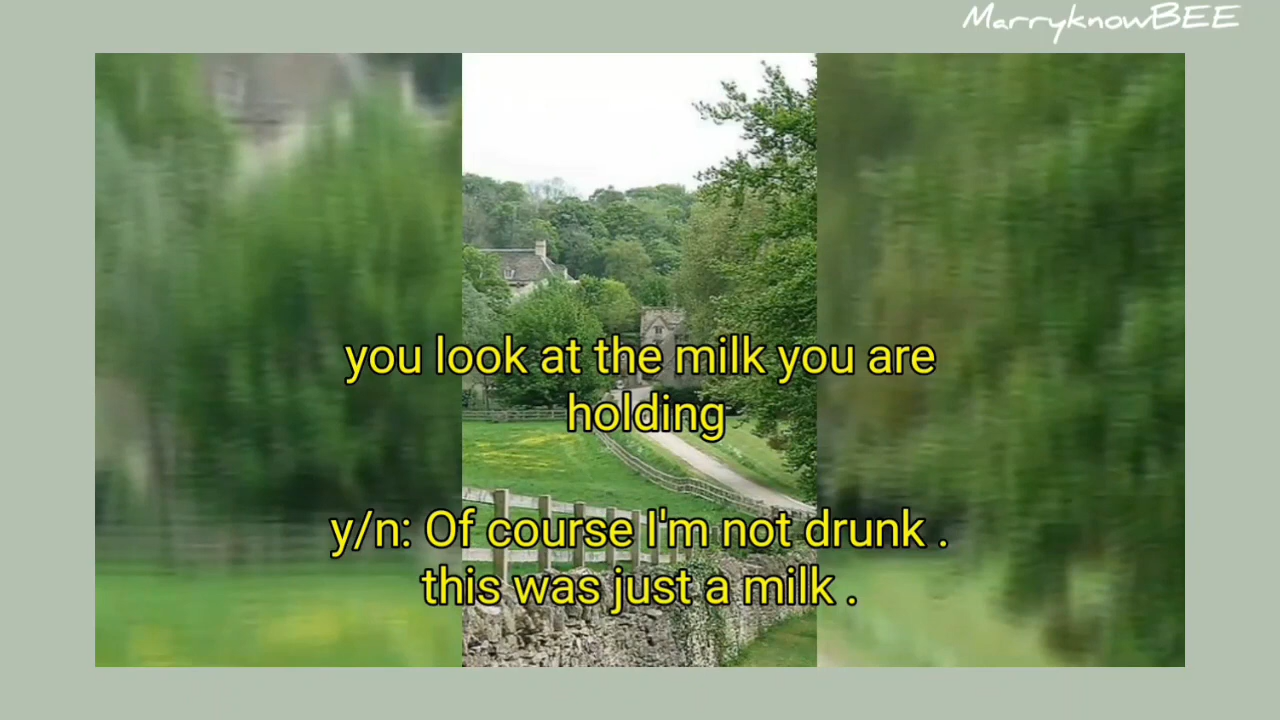 MarryknowBEE
you look at the milk you are
holding
y/n: Of course I'm not drunk .
this was just a milk .